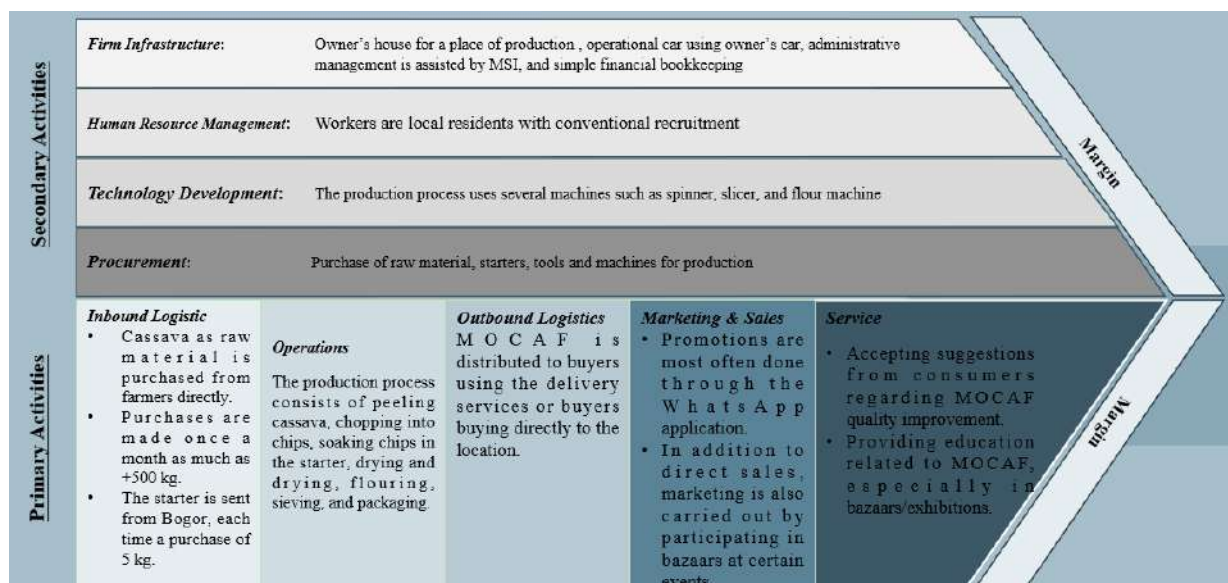 Secondary Activities
Firm Infrastructure:
Owner's house for a place of production , operational car using owner's car, administrative
management is assisted by MSI, and simple financial bookkeeping
Human Resource Management:
Workers are local residents with conventional recruitment
Technology Development:
The production process uses several machines such as spinner, slicer, and flour machine
Procurement:
Purchase of raw material, starters, tools and machines for production
Margin
Primary Activities
Inbound Logistic
• Cassava as raw
material is
purchased from
farmers directly.
• Purchases are
made once a
month as much as
+500 kg.
• The starter is sent
from Bogor, each
time a purchase of
5 kg.
Operations
The production process
consists of peeling
cassava, chopping into
chips, soaking chips in
the starter, drying and
drying, flouring,
sieving, and packaging.
Outbound Logistics
MOCAF is
distributed to buyers
using the delivery
services or buyers
buying directly to the
location.
Marketing & Sales
• Promotions are
most often done
through the
WhatsApp
application.
• In addition to
direct sales,
marketing is also
carried out by
participating in
bazaars at certain
events
Service
• Accepting suggestions
from consumers
regarding MOCAF
quality improvement.
• Providing education
related to MOCAF,
especially in
bazaars/exhibitions.
Margin